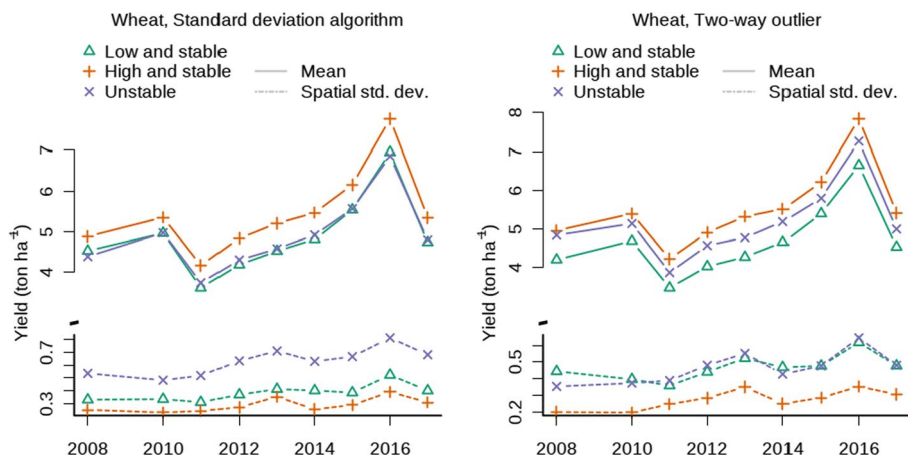 Wheat, Standard deviation algorithm
Low and stable
High and stable
Mean
Unstable
Spatial std. dev.
Yield (ton ha⁻¹)
7
6
5
4
0.7
0.3
2008
2010
2012
2014
2016
Wheat, Two-way outlier
Low and stable
High and stable
Mean
Unstable
Spatial std. dev.
Yield (ton ha⁻¹)
8
7
6
5
4
0.5
0.2
2008
2010
2012
2014
2016